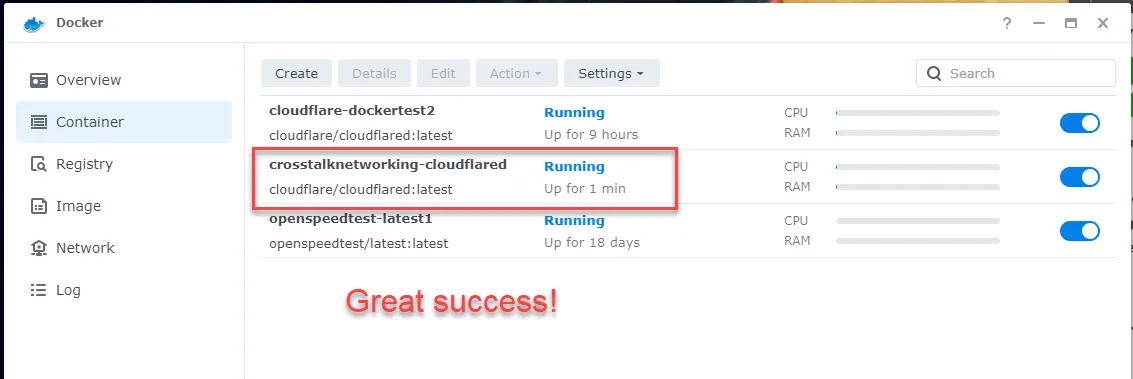 Docker
?
Overview
Container
Registry
Image
Network
Log
Create Details Edit Action Settings Search
cloudflare-dockertest2 Running CPU
cloudflare/cloudflared:latest Up for 9 hours RAM
crosstalknetworking-cloudflared Running CPU
cloudflare/cloudflared:latest Up for 1 min RAM
openspeedtest-latest1 Running CPU
openspeedtest/latest:latest Up for 18 days RAM
Great success!